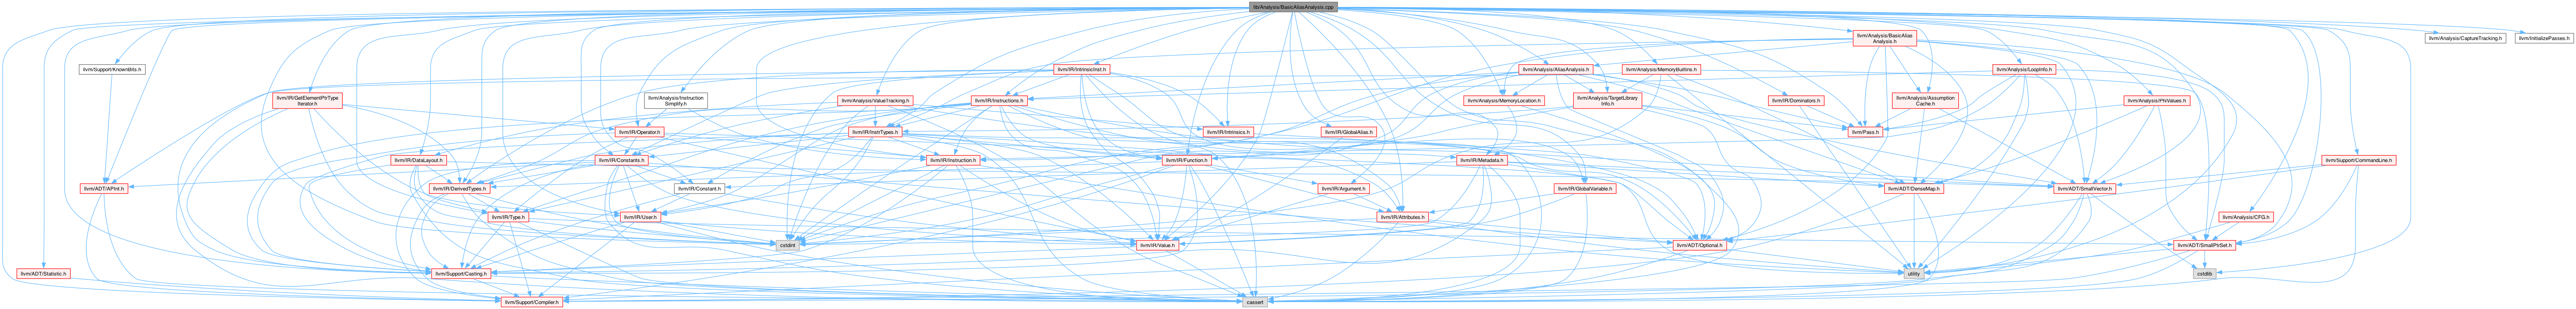 lib/Analysis/BasicAliasAnalysis.cpp
llvm/Analysis/BasicAlias
Analysis.h
llvm/Analysis/CaptureTracking.h
llvm/InitializePasses.h
llvm/Support/KnownBits.h
llvm/IR/IntrinsicInst.h
llvm/Analysis/AliasAnalysis.h
llvm/Analysis/MemoryBuiltins.h
llvm/Analysis/LoopInfo.h
llvm/IR/GetElementPtrType
Iterator.h
llvm/Analysis/Instruction
Simplify.h
llvm/Analysis/ValueTracking.h
llvm/IR/Instructions.h
llvm/Analysis/MemoryLocation.h
llvm/Analysis/TargetLibrary
Info.h
llvm/IR/Dominators.h
llvm/Analysis/Assumption
Cache.h
llvm/Analysis/PhiValues.h
llvm/IR/Operator.h
llvm/IR/InstrTypes.h
llvm/IR/Intrinsics.h
llvm/IR/GlobalAlias.h
llvm/Pass.h
llvm/IR/DataLayout.h
llvm/IR/Constants.h
llvm/IR/Instruction.h
llvm/IR/Function.h
llvm/IR/Metadata.h
llvm/Support/CommandLine.h
llvm/ADT/APInt.h
llvm/IR/DerivedTypes.h
llvm/IR/Constant.h
llvm/IR/Argument.h
llvm/IR/GlobalVariable.h
llvm/ADT/DenseMap.h
llvm/ADT/SmallVector.h
llvm/IR/Type.h
llvm/IR/User.h
llvm/IR/Attributes.h
llvm/Analysis/CFG.h
cstdint
llvm/IR/Value.h
llvm/ADT/Optional.h
llvm/ADT/SmallPtrSet.h
llvm/ADT/Statistic.h
llvm/Support/Casting.h
utility
cstdlib
llvm/Support/Compiler.h
cassert